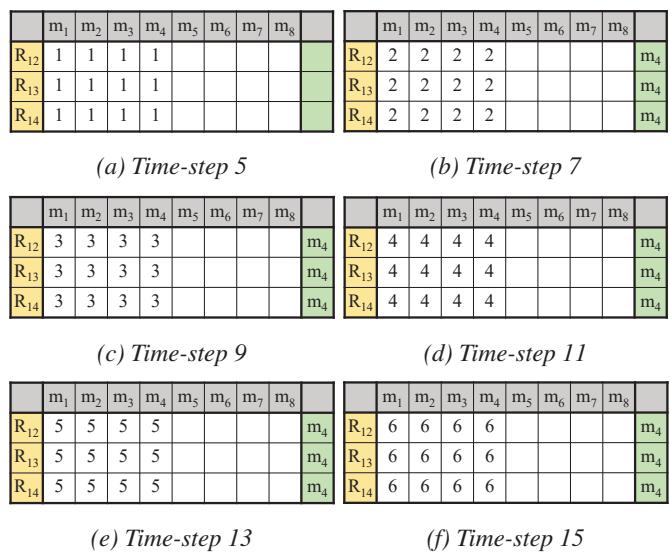 m₁ m₂ m₃ m₄ m₅ m₆ m₇ m₈
R₁₂ 1 1 1 1
R₁₃ 1 1 1 1
R₁₄ 1 1 1 1
(a) Time-step 5
m₁ m₂ m₃ m₄ m₅ m₆ m₇ m₈
R₁₂ 2 2 2 2 m₄
R₁₃ 2 2 2 2 m₄
R₁₄ 2 2 2 2 m₄
(b) Time-step 7
m₁ m₂ m₃ m₄ m₅ m₆ m₇ m₈
R₁₂ 3 3 3 3 m₄
R₁₃ 3 3 3 3 m₄
R₁₄ 3 3 3 3 m₄
(c) Time-step 9
m₁ m₂ m₃ m₄ m₅ m₆ m₇ m₈
R₁₂ 4 4 4 4 m₄
R₁₃ 4 4 4 4 m₄
R₁₄ 4 4 4 4 m₄
(d) Time-step 11
m₁ m₂ m₃ m₄ m₅ m₆ m₇ m₈
R₁₂ 5 5 5 5 m₄
R₁₃ 5 5 5 5 m₄
R₁₄ 5 5 5 5 m₄
(e) Time-step 13
m₁ m₂ m₃ m₄ m₅ m₆ m₇ m₈
R₁₂ 6 6 6 6 m₄
R₁₃ 6 6 6 6 m₄
R₁₄ 6 6 6 6 m₄
(f) Time-step 15